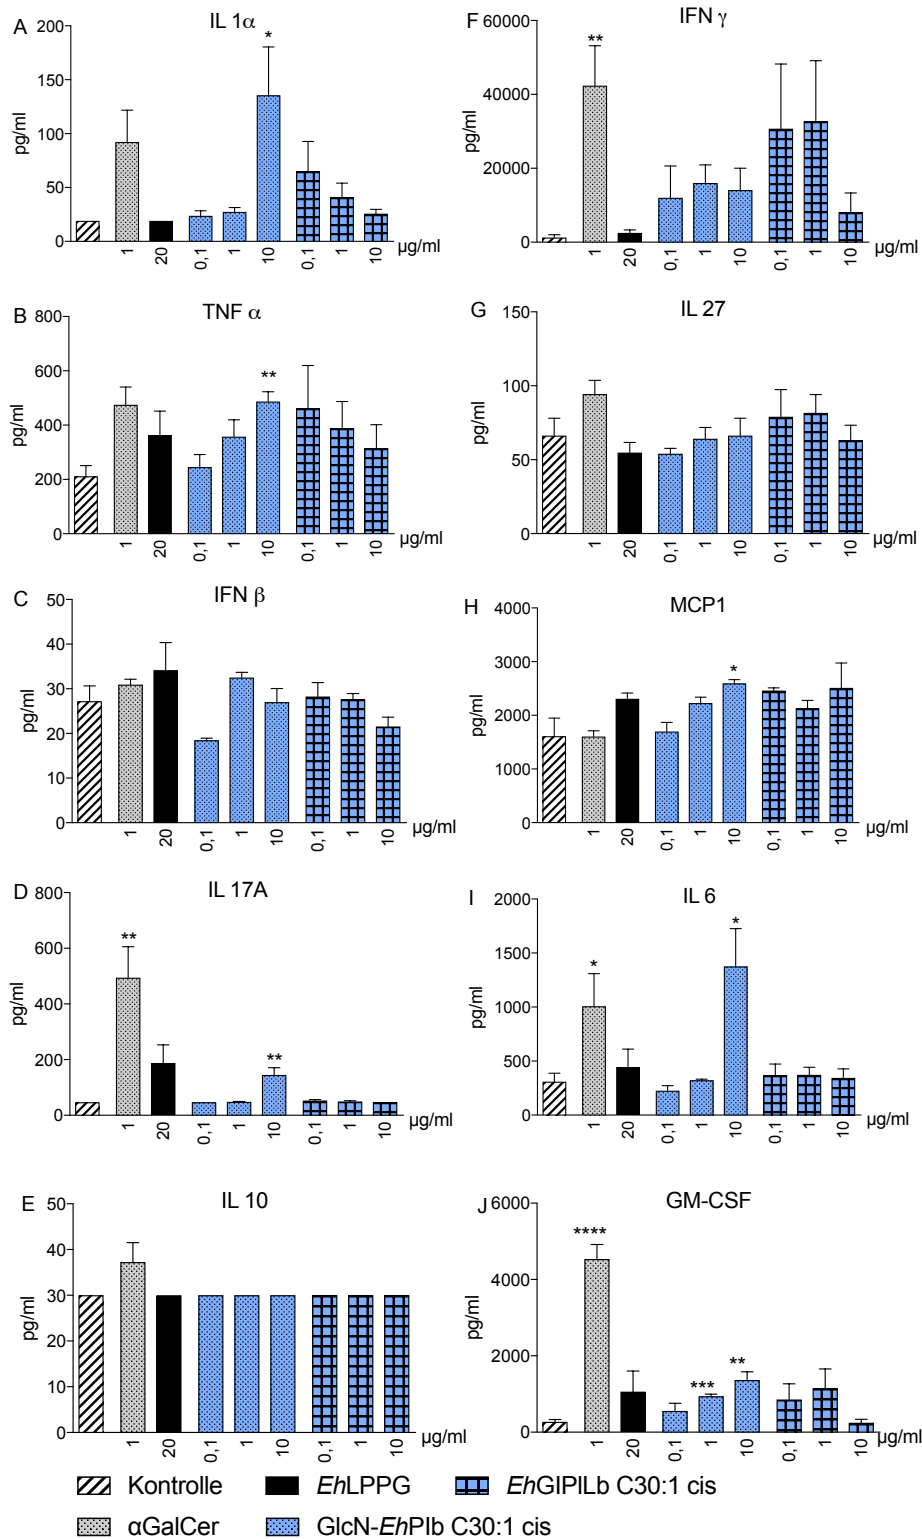 A IL 1α
pg/ml
200
150
100
50
0
* 
1 20 0,1 1 10 0,1 1 10 µg/ml
F IFN γ
pg/ml
60000
40000
20000
0
**
1 20 0,1 1 10 0,1 1 10 µg/ml
B TNF α
pg/ml
800
600
400
200
0
**
1 20 0,1 1 10 0,1 1 10 µg/ml
G IL 27
pg/ml
150
100
50
0
1 20 0,1 1 10 0,1 1 10 µg/ml
C IFN β
pg/ml
50
40
30
20
10
0
1 20 0,1 1 10 0,1 1 10 µg/ml
H MCP1
pg/ml
4000
3000
2000
1000
0
*
1 20 0,1 1 10 0,1 1 10 µg/ml
D IL 17A
pg/ml
800
600
400
200
0
** **
1 20 0,1 1 10 0,1 1 10 µg/ml
I IL 6
pg/ml
2000
1500
1000
500
0
* *
1 20 0,1 1 10 0,1 1 10 µg/ml
E IL 10
pg/ml
50
40
30
30
20
10
0
1 20 0,1 1 10 0,1 1 10 µg/ml
J GM-CSF
pg/ml
6000
4000
2000
0
**** *** **
1 20 0,1 1 10 0,1 1 10 µg/ml
Kontrolle EhLPPG EhGIPILb C30:1 cis
αGalCer GlcN-EhPIb C30:1 cis